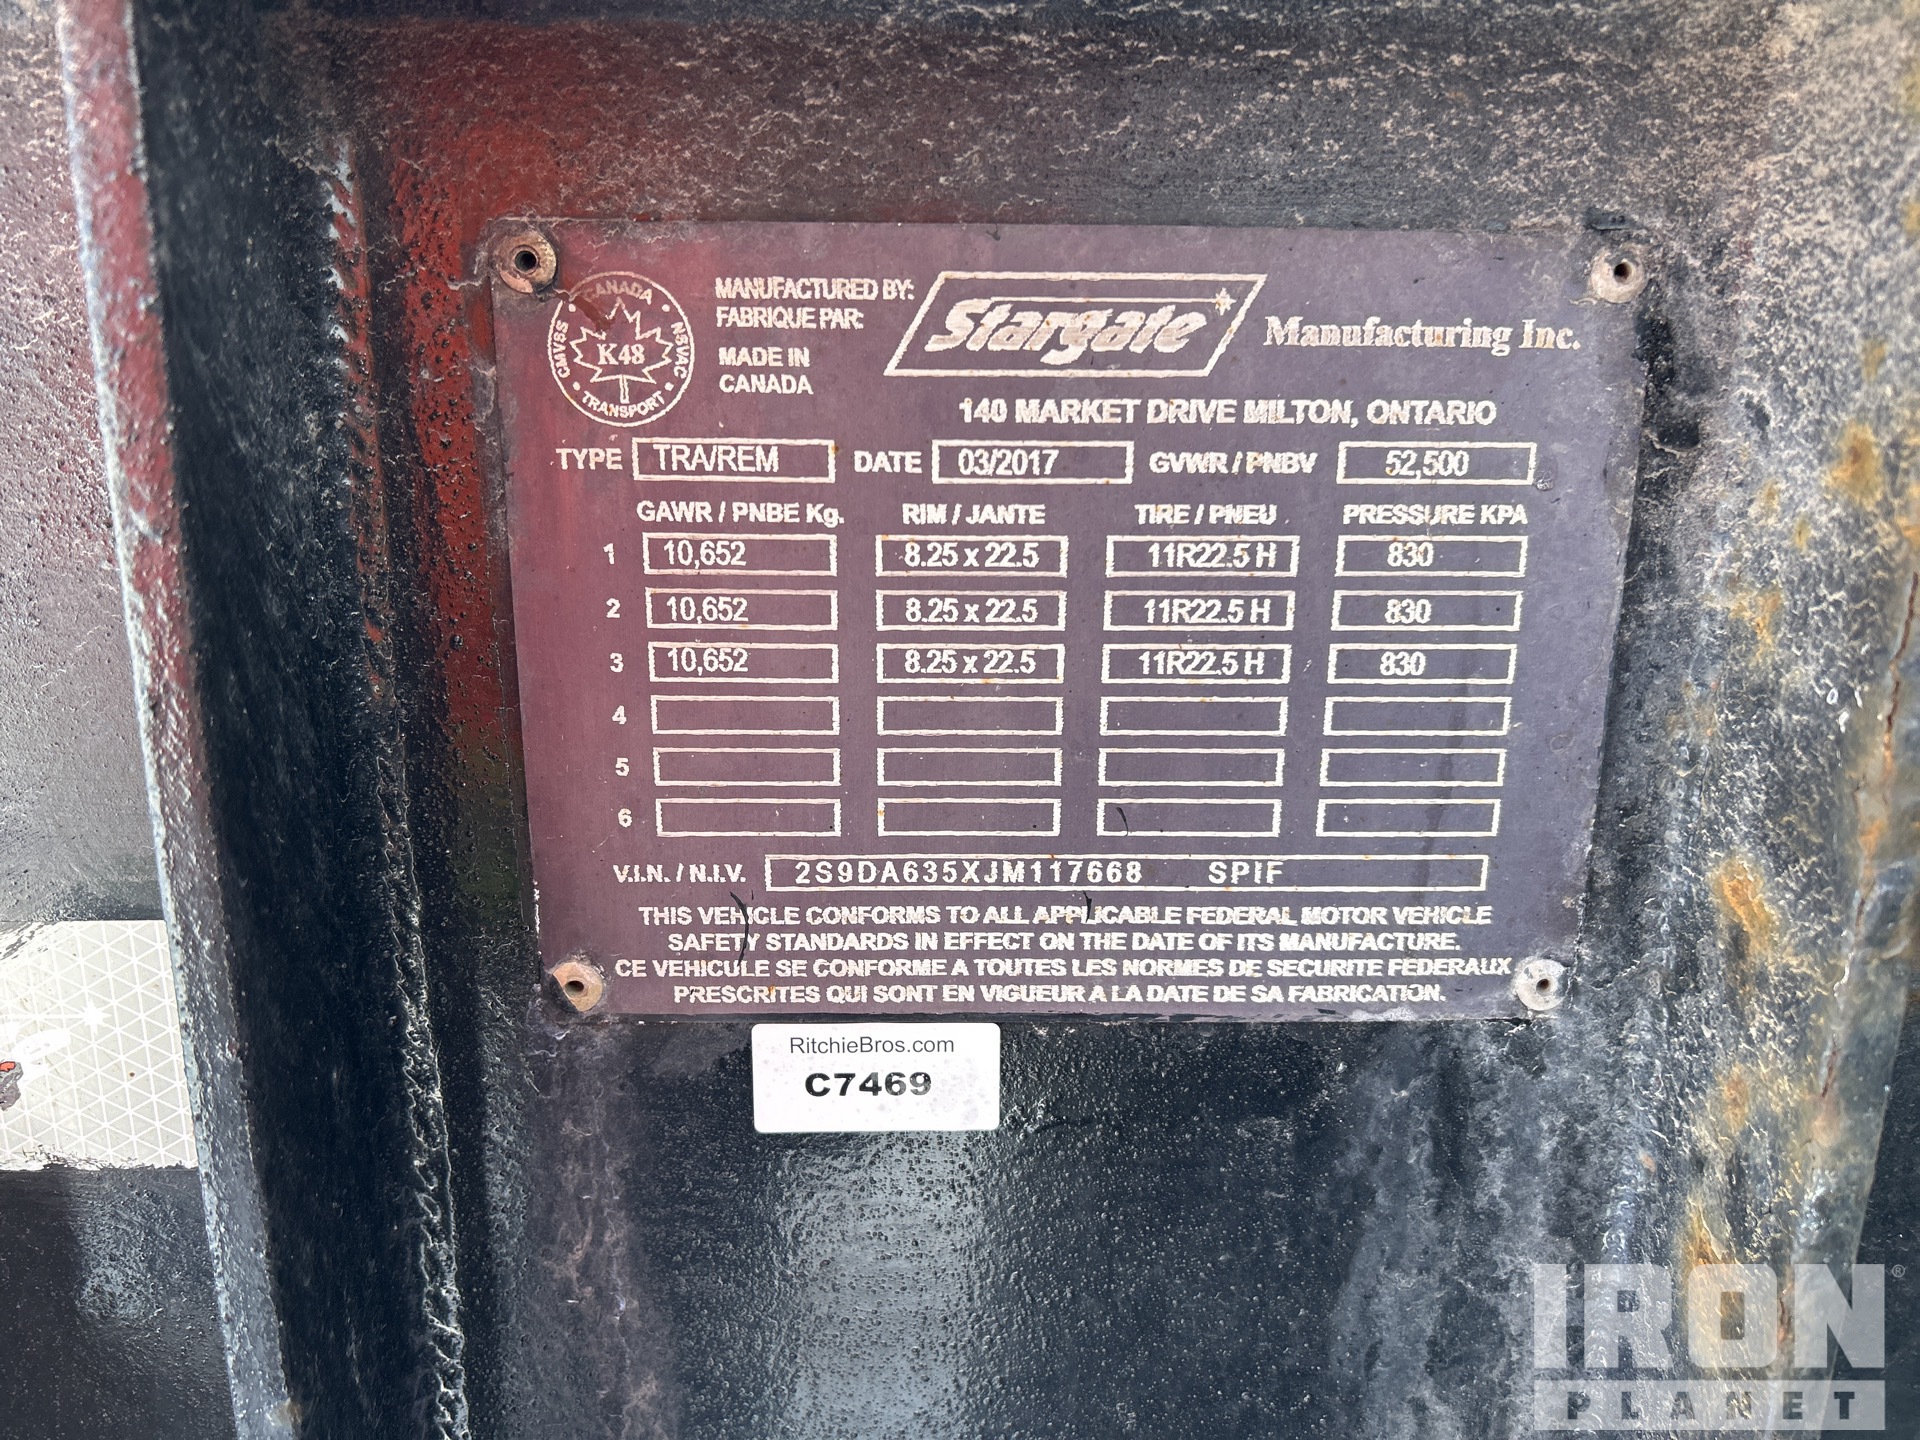 CANADA
CMVSS
NSVAC
K48
TRANSPORT
MANUFACTURED BY:
FABRIQUE PAR:
MADE IN
CANADA
Stargate Manufacturing Inc.
140 MARKET DRIVE MILTON, ONTARIO
TYPE TRA/REM DATE 03/2017 GVWR / PNBV 52,500
GAWR / PNBE Kg. RIM / JANTE TIRE / PNEU PRESSURE KPA
1 10,652 8.25 x 22.5 11R22.5 H 830
2 10,652 8.25 x 22.5 11R22.5 H 830
3 10,652 8.25 x 22.5 11R22.5 H 830
4
5
6
V.I.N. / N.I.V. 2S9DA635XJM117668 SPIF
THIS VEHICLE CONFORMS TO ALL APPLICABLE FEDERAL MOTOR VEHICLE
SAFETY STANDARDS IN EFFECT ON THE DATE OF ITS MANUFACTURE.
CE VEHICULE SE CONFORME A TOUTES LES NORMES DE SECURITE FEDERAUX
PRESCRITES QUI SONT EN VIGUEUR A LA DATE DE SA FABRICATION.
RitchieBros.com
C7469
IRON ®
PLANET